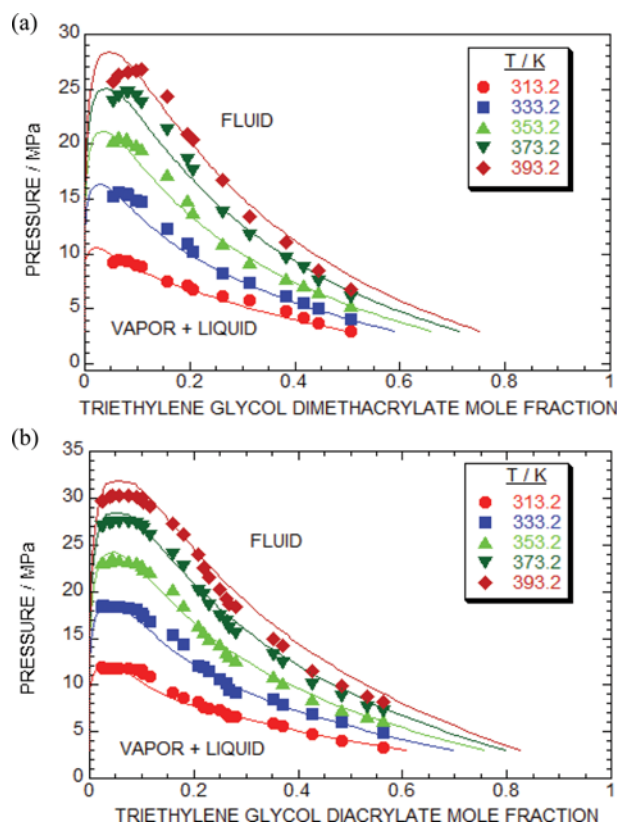 (a)
30
25
20
15
10
5
0
PRESSURE / MPa
FLUID
VAPOR + LIQUID
T / K
313.2
333.2
353.2
373.2
393.2
0 0.2 0.4 0.6 0.8 1
TRIETHYLENE GLYCOL DIMETHACRYLATE MOLE FRACTION
(b)
35
30
25
20
15
10
5
0
PRESSURE / MPa
FLUID
VAPOR + LIQUID
T / K
313.2
333.2
353.2
373.2
393.2
0 0.2 0.4 0.6 0.8 1
TRIETHYLENE GLYCOL DIACRYLATE MOLE FRACTION